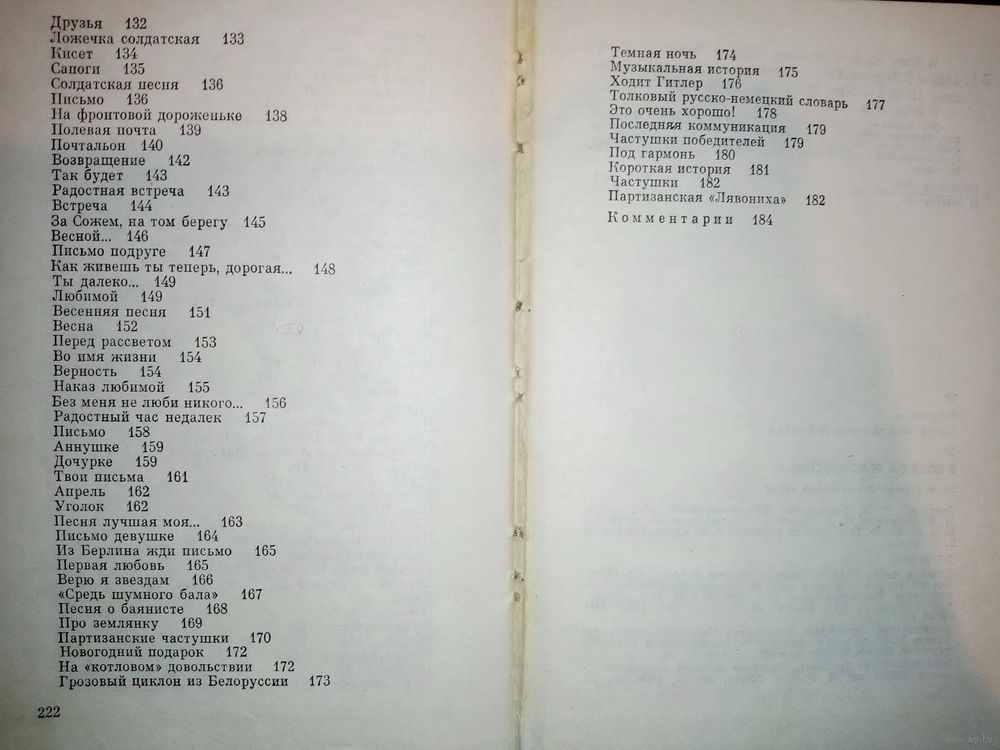 Друзья 132
Ложечка солдатская 133
Кисет 134
Сапоги 135
Солдатская песня 136
Письмо 136
На фронтовой дороженьке 138
Полевая почта 139
Почтальон 140
Возвращение 142
Так будет 143
Радостная встреча 143
Встреча 144
За Сожем, на том берегу 145
Весной... 146
Письмо подруге 147
Как живешь ты теперь, дорогая... 148
Ты далеко... 149
Любимой 149
Весенняя песня 151
Весна 152
Перед рассветом 153
Во имя жизни 154
Верность 154
Наказ любимой 155
Без меня не люби никого... 156
Радостный час недалек 157
Письмо 158
Аннушке 159
Дочурке 159
Твои письма 161
Апрель 162
Уголок 162
Песня лучшая моя... 163
Письмо девушке 164
Из Берлина жди письмо 165
Первая любовь 165
Верю я звездам 166
«Средь шумного бала» 167
Песня о баянисте 168
Про землянку 169
Партизанские частушки 170
Новогодний подарок 172
На «котловом» довольствии 172
Грозовый циклон из Белоруссии 173
222
Темная ночь 174
Музыкальная история 175
Ходит Гитлер 176
Толковый русско-немецкий словарь 177
Это очень хорошо! 178
Последняя коммуникация 179
Частушки победителей 179
Под гармонь 180
Короткая история 181
Частушки 182
Партизанская «Лявониха» 182
Комментарии 184
www.ay.by